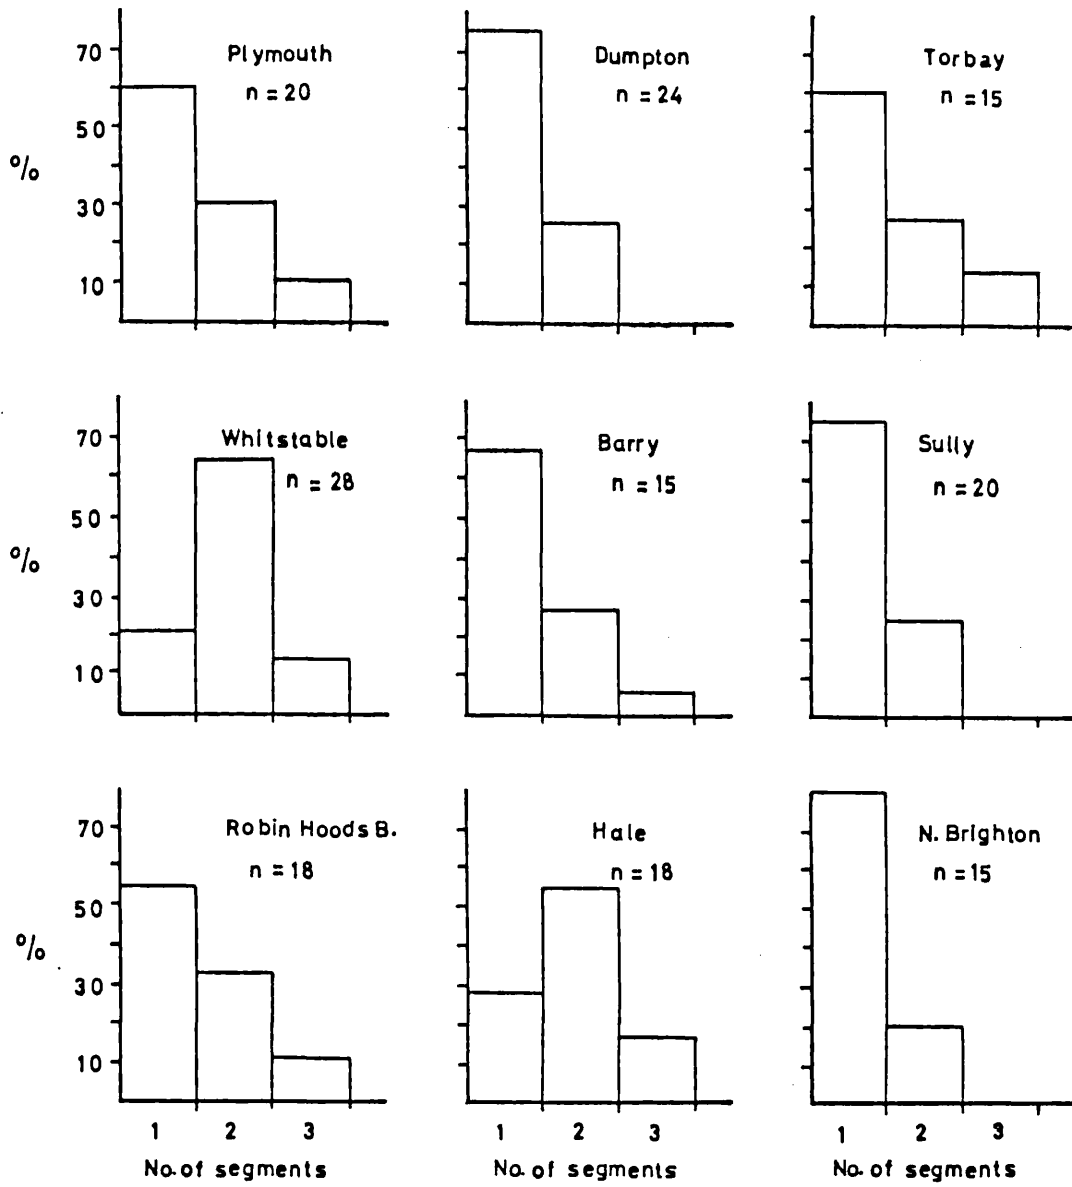 Plymouth
n = 20
70
50
30
10
%
Dumpton
n = 24
Torbay
n = 15
Whitstable
n = 28
70
50
30
10
%
Barry
n = 15
Sully
n = 20
Robin Hoods B.
n = 18
70
50
30
10
%
1 2 3
No. of segments
Hale
n = 18
1 2 3
No. of segments
N. Brighton
n = 15
1 2 3
No. of segments